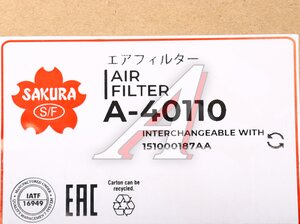 エアフィルター
AIR
FILTER
A-40110
SAKURA
S/F
INTERCHANGEABLE WITH
151000187AA
IATF
16949
EAC
Carton can be
recycled.